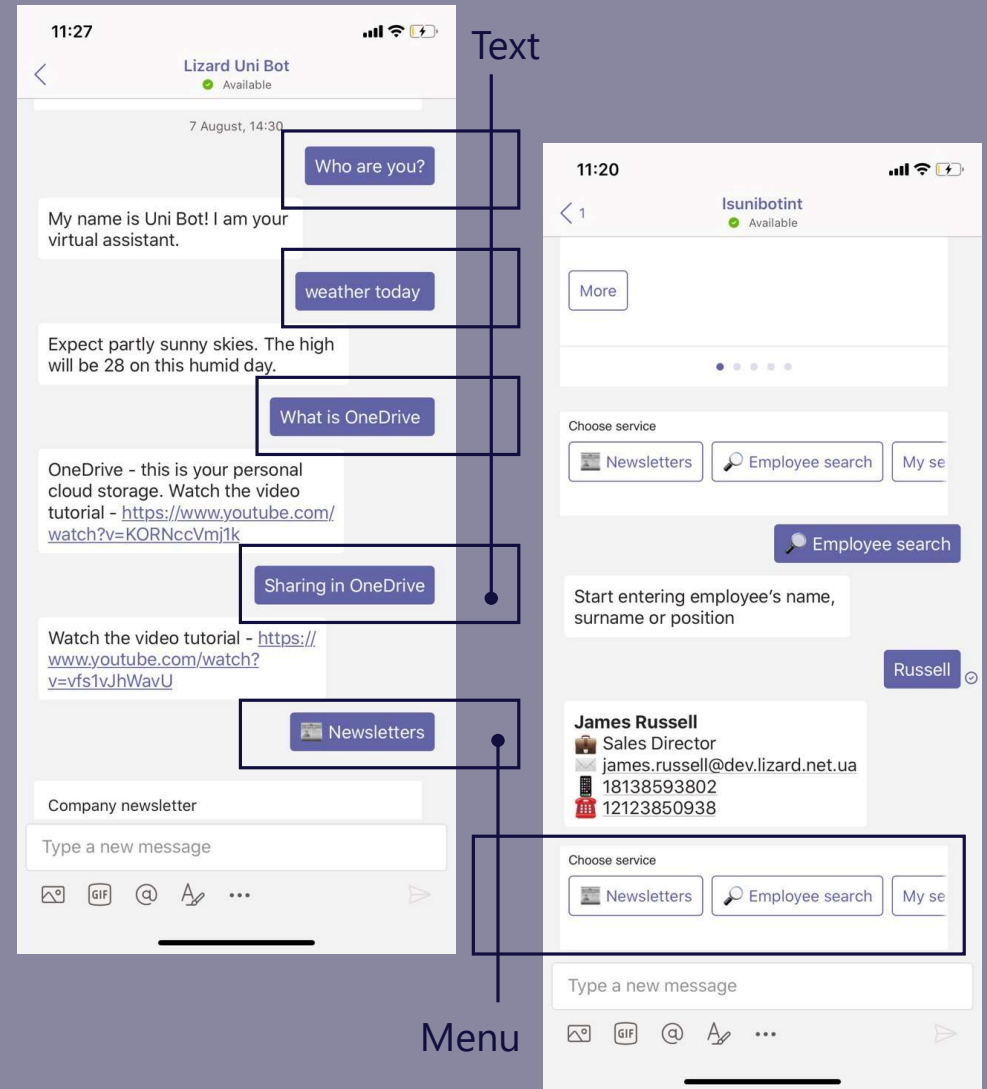 Text
11:27
Lizard Uni Bot
Available
7 August, 14:30
Who are you?
My name is Uni Bot! I am your
virtual assistant.
weather today
Expect partly sunny skies. The high
will be 28 on this humid day.
What is OneDrive
OneDrive - this is your personal
cloud storage. Watch the video
tutorial - https://www.youtube.com/
watch?v=KORNccVmj1k
Sharing in OneDrive
Watch the video tutorial - https://
www.youtube.com/watch?
v=vfs1vJhWavU
Newsletters
Company newsletter
Type a new message
GIF
Menu
11:20
1
lsunibotint
Available
More
Choose service
Newsletters
Employee search
My se
Employee search
Start entering employee’s name,
surname or position
Russell
James Russell
Sales Director
james.russell@dev.lizard.net.ua
18138593802
12123850938
Choose service
Newsletters
Employee search
My se
Type a new message
GIF